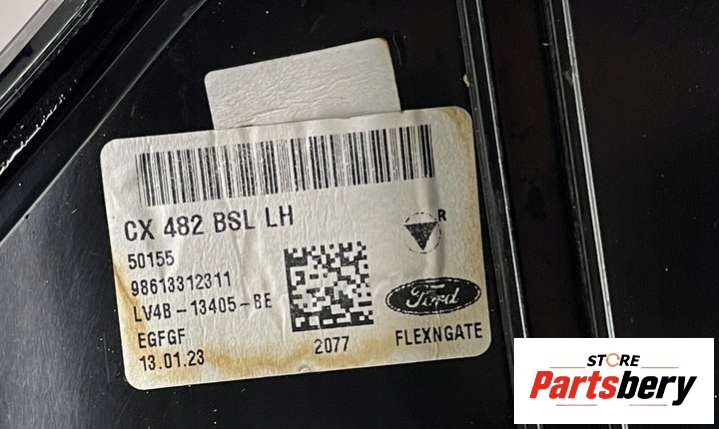 CX 482 BSL LH
R
50155
98613312311
LV4B-13405-BE
EGFGF
13.01.23
2077
Ford
FLEXNGATE
STORE
Partsbery